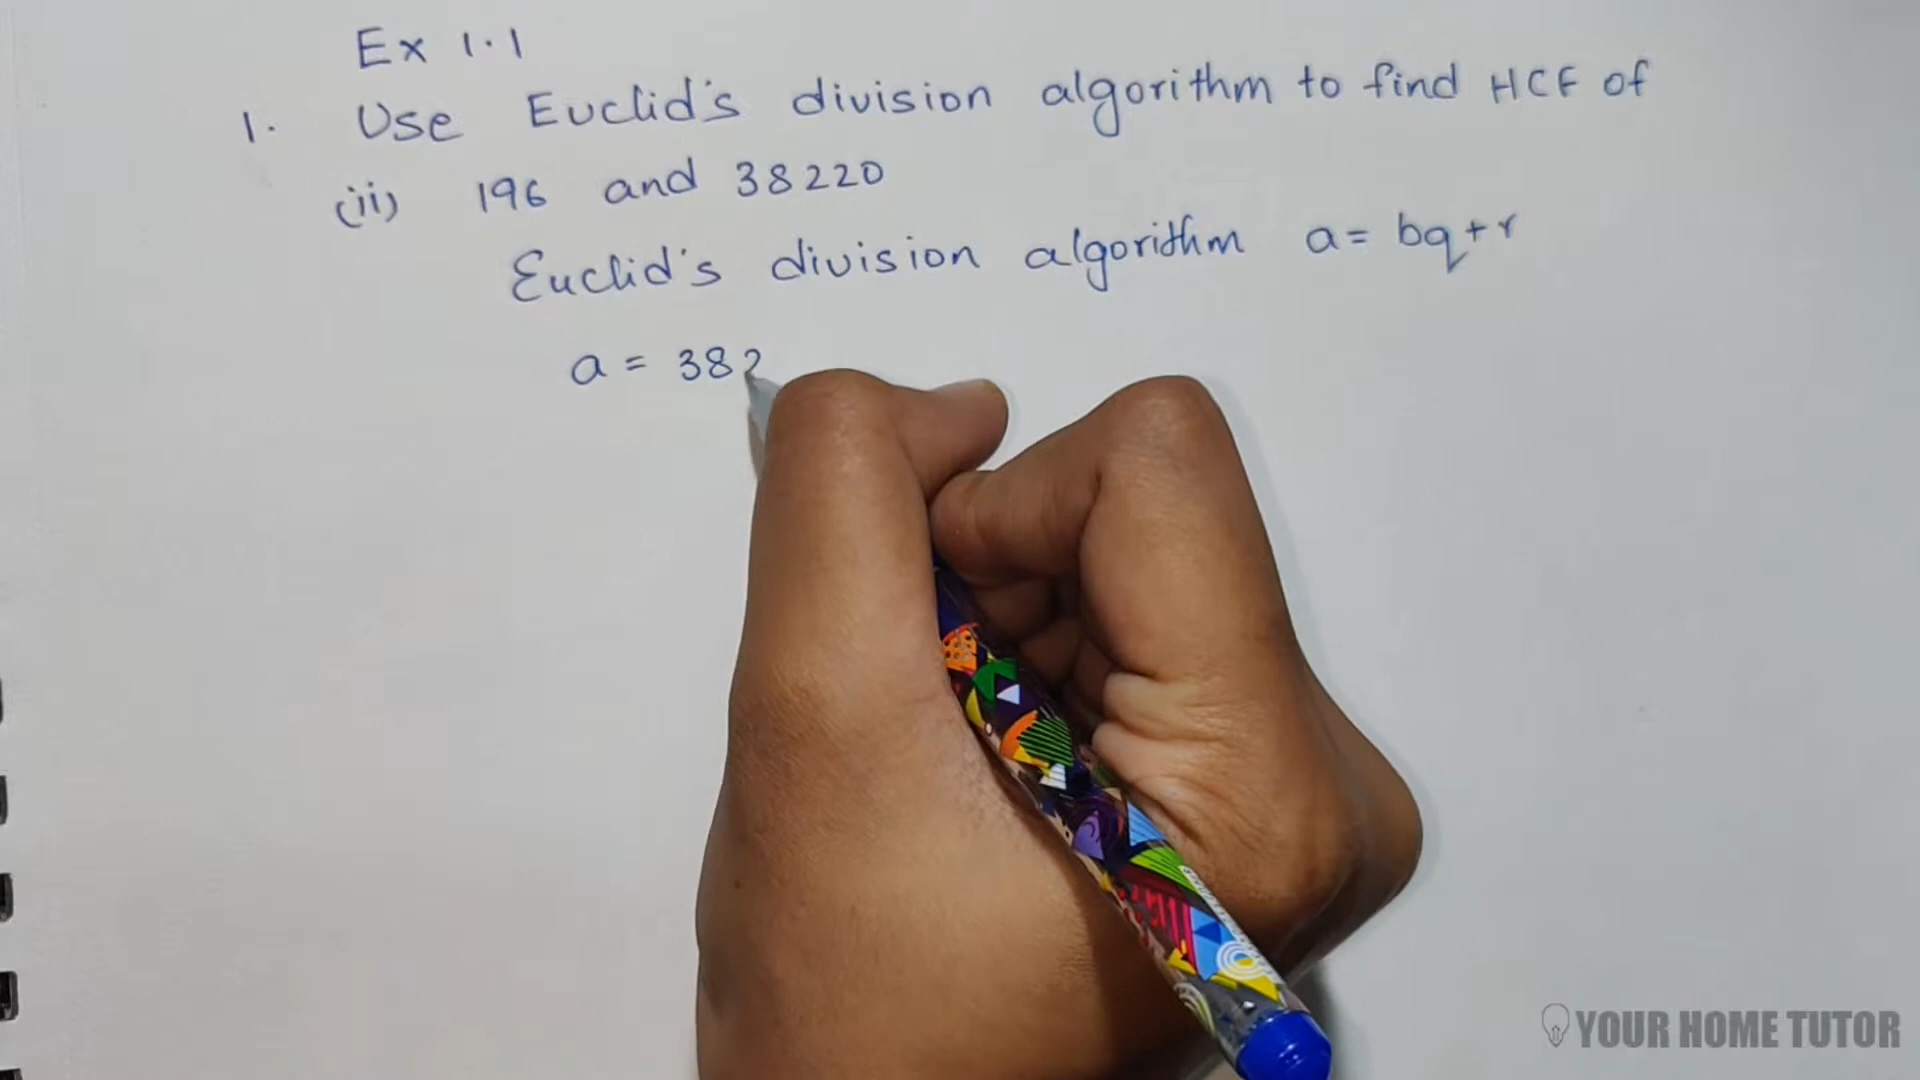 Ex 1.1
1. Use Euclid's division algorithm to find HCF of
(ii) 196 and 38220
Euclid's division algorithm a = bq + r
a = 382
YOUR HOME TUTOR